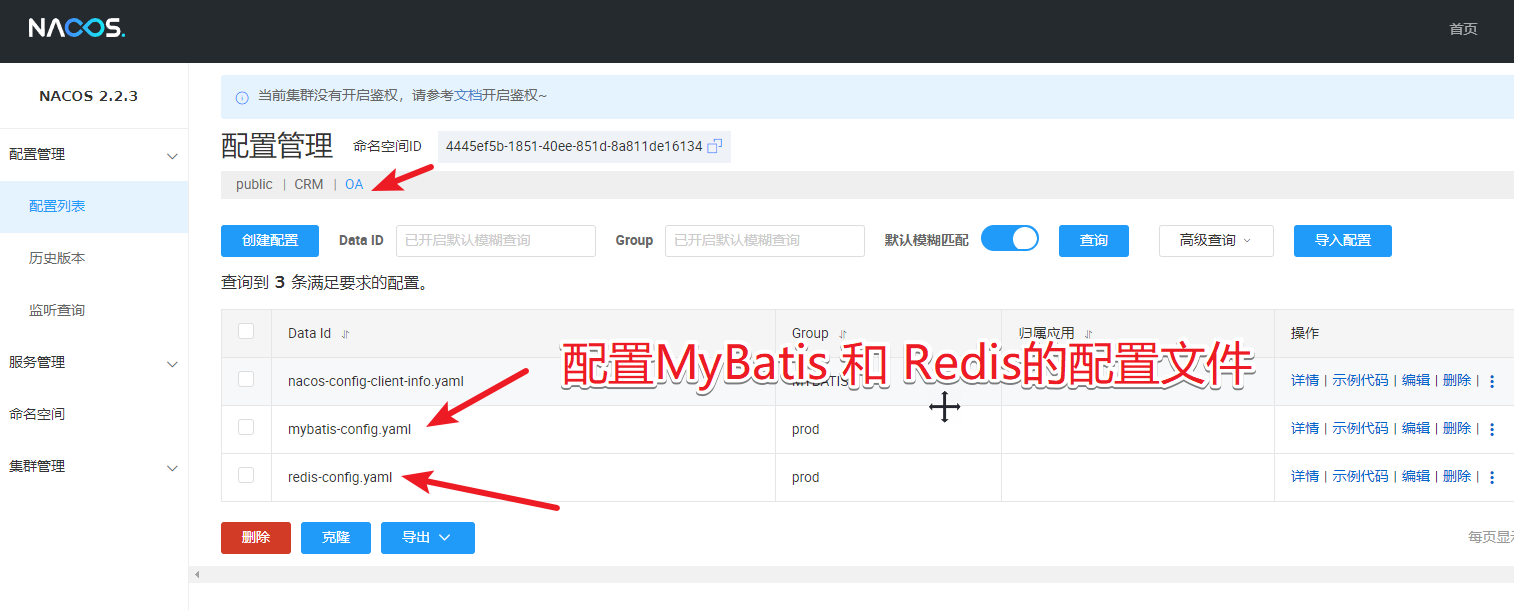 NACOS.
首页
NACOS 2.2.3
配置管理
配置列表
历史版本
监听查询
服务管理
命名空间
集群管理
当前集群没有开启鉴权，请参考文档开启鉴权~
配置管理 命名空间ID 4445ef5b-1851-40ee-851d-8a811de16134
public | CRM | OA
创建配置 Data ID 已开启默认模糊查询 Group 已开启默认模糊查询 默认模糊匹配 查询 高级查询 导入配置
查询到 3 条满足要求的配置。
Data Id Group 归属应用 操作
配置MyBatis 和 Redis的配置文件
nacos-config-client-info.yaml MYBATIS 详情 | 示例代码 | 编辑 | 删除 |
mybatis-config.yaml prod 详情 | 示例代码 | 编辑 | 删除 |
redis-config.yaml prod 详情 | 示例代码 | 编辑 | 删除 |
删除 克隆 导出
每页显